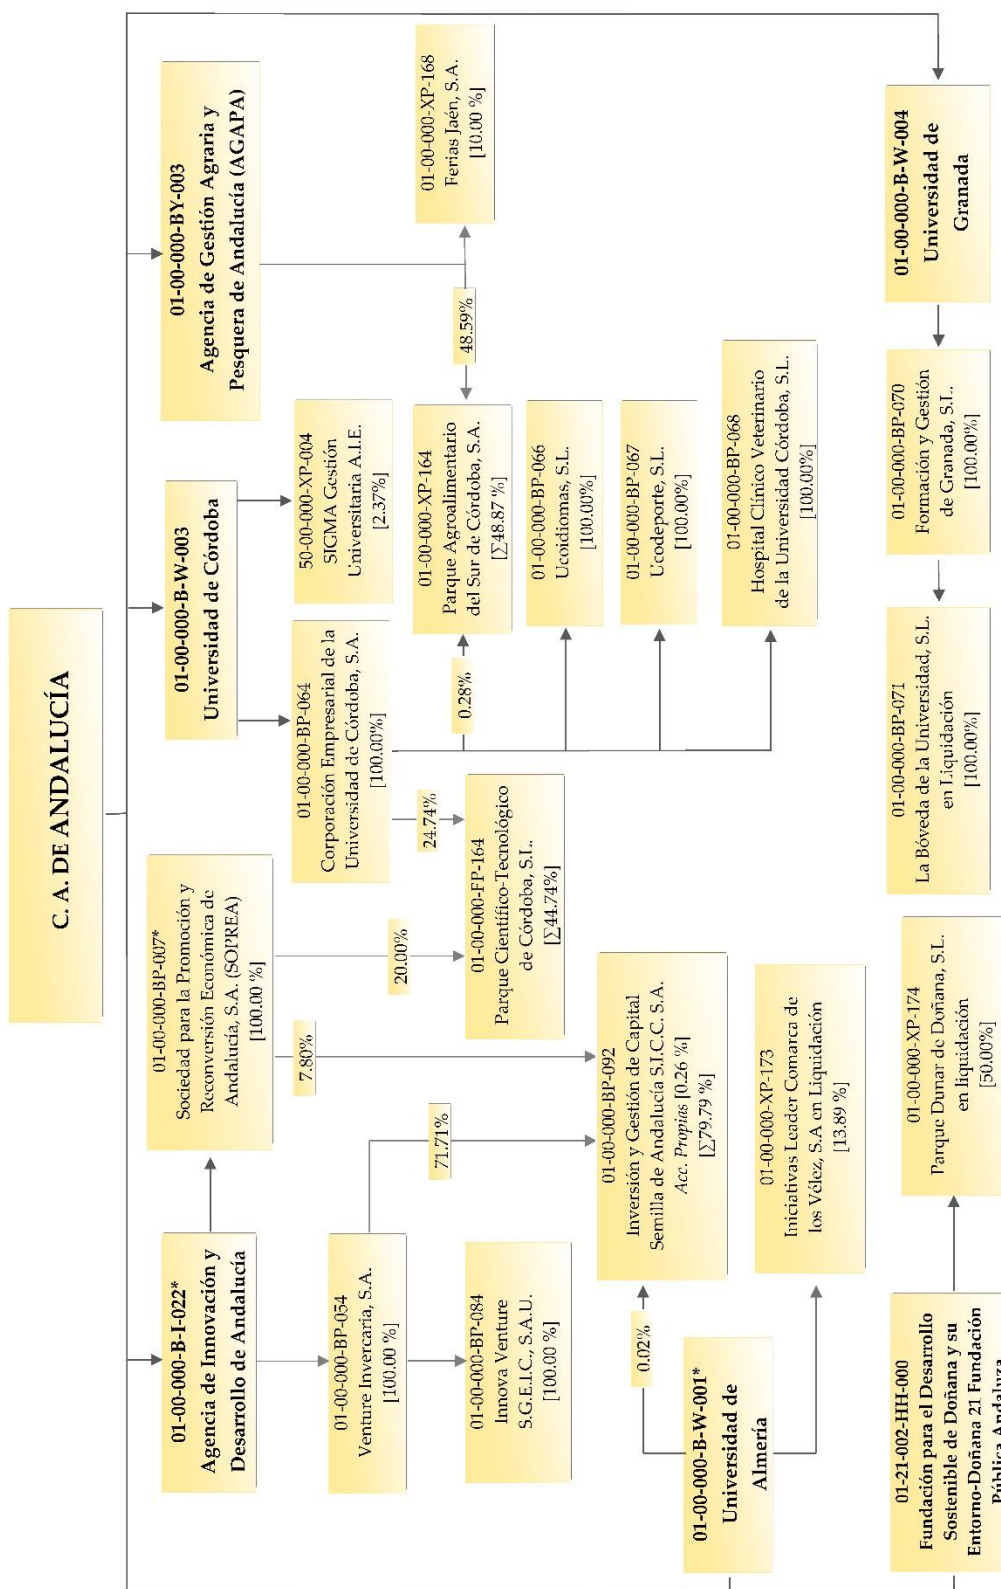 C. A. DE ANDALUCÍA
01-00-000-B-I-022*
Agencia de Innovación y
Desarrollo de Andalucía
01-00-000-BP-007*
Sociedad para la Promoción y
Reconversión Económica de
Andalucía, S.A. (SOPREA)
[100.00 %]
01-00-000-B-W-003
Universidad de Córdoba
01-00-000-BY-003
Agencia de Gestión Agraria y
Pesquera de Andalucía (AGAPA)
01-00-000-BP-054
Venture Invercaria, S.A.
[100.00 %]
7.80%
20.00%
01-00-000-BP-064
Corporación Empresarial de la
Universidad de Córdoba, S.A.
[100.00%]
50-00-000-XP-004
SIGMA Gestión
Universitaria A.I.E.
[2.37%]
71.71%
24.74%
01-00-000-BP-084
Innova Venture
S.G.E.I.C., S.A.U.
[100.00 %]
01-00-000-FP-164
Parque Científico-Tecnológico
de Córdoba, S.L.
[∑44.74%]
0.28%
01-00-000-XP-164
Parque Agroalimentario
del Sur de Córdoba, S.A.
[∑48.87 %]
48.59%
01-00-000-XP-168
Ferias Jaén, S.A.
[10.00 %]
01-00-000-BP-092
Inversión y Gestión de Capital
Semilla de Andalucía S.I.C.C. S.A.
Acc. Propias [0.26 %]
[∑79.79 %]
01-00-000-BP-066
Ucoidiomas, S.L.
[100.00%]
01-00-000-BP-067
Ucodeporte, S.L.
[100.00%]
0.02%
01-00-000-B-W-001*
Universidad de
Almería
01-00-000-XP-173
Iniciativas Leader Comarca de
los Vélez, S.A en Liquidación
[13.89 %]
01-00-000-BP-068
Hospital Clínico Veterinario
de la Universidad Córdoba, S.L.
[100.00%]
01-21-002-HH-000
Fundación para el Desarrollo
Sostenible de Doñana y su
Entorno-Doñana 21 Fundación
Pública Andaluza
01-00-000-XP-174
Parque Dunar de Doñana, S.L.
en liquidación
[50.00%]
01-00-000-BP-071
La Bóveda de la Universidad, S.L.
en Liquidación
[100.00%]
01-00-000-BP-070
Formación y Gestión
de Granada, S.L.
[100.00%]
01-00-000-B-W-004
Universidad de
Granada